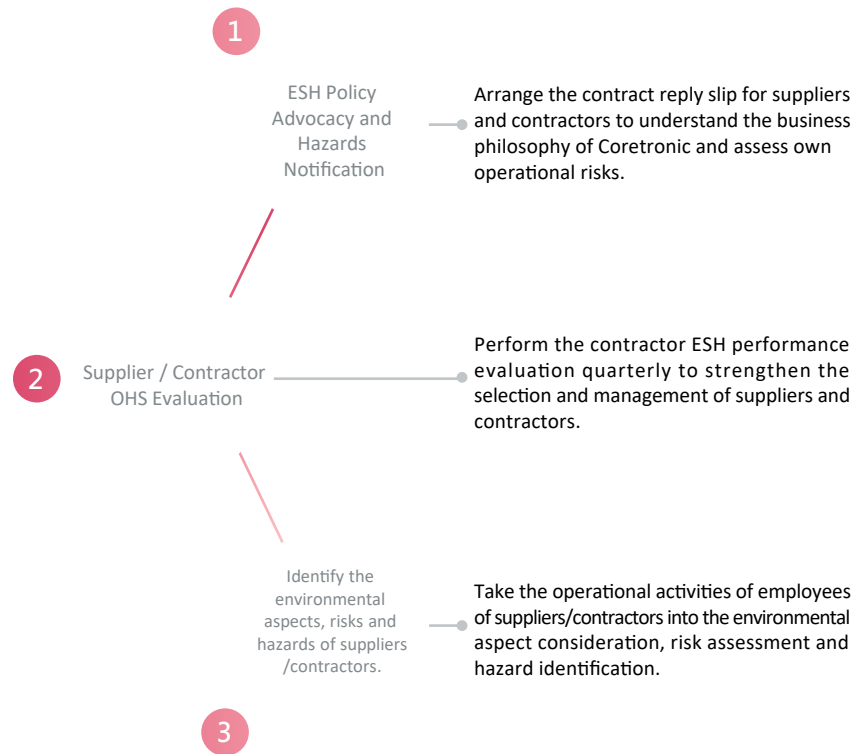 1
ESH Policy
Advocacy and
Hazards
Notification
Arrange the contract reply slip for suppliers
and contractors to understand the business
philosophy of Coretronic and assess own
operational risks.
2
Supplier / Contractor
OHS Evaluation
Perform the contractor ESH performance
evaluation quarterly to strengthen the
selection and management of suppliers and
contractors.
Identify the
environmental
aspects, risks and
hazards of suppliers
/contractors.
Take the operational activities of employees
of suppliers/contractors into the environmental
aspect consideration, risk assessment and
hazard identification.
3